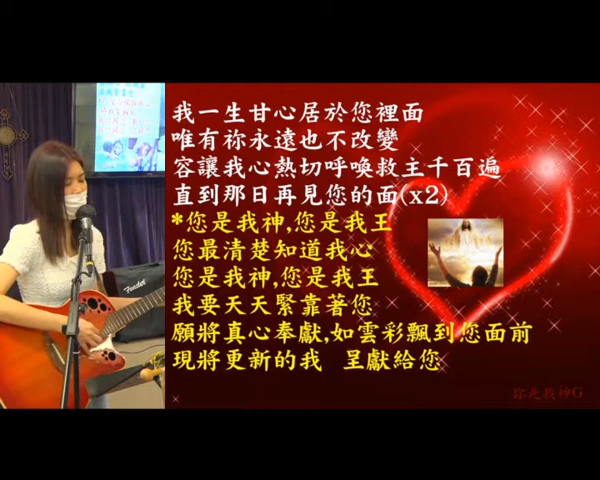 我一生甘心居於您裡面
唯有祢永遠也不改變
容讓我心熱切呼喚救主千百遍
直到那日再見您的面(x2)
*您是我神,您是我王
您最清楚知道我心
您是我神,您是我王
我要天天緊靠著您
願將真心奉獻,如雲彩飄到您面前
現將更新的我 呈獻給您
Fender